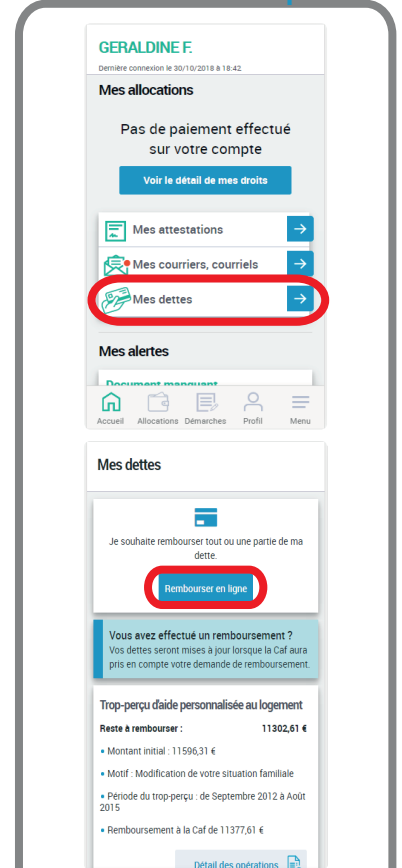 GERALDINE F.
Dernière connexion le 30/10/2018 à 18:42
Mes allocations
Pas de paiement effectué
sur votre compte
Voir le détail de mes droits
Mes attestations
Mes courriers, courriels
Mes dettes
Mes alertes
Document manquant
Accueil Allocations Démarches Profil Menu
Mes dettes
Je souhaite rembourser tout ou une partie de ma
dette.
Rembourser en ligne
Vous avez effectué un remboursement ?
Vos dettes seront mises à jour lorsque la Caf aura
pris en compte votre demande de remboursement.
Trop-perçu d'aide personnalisée au logement
Reste à rembourser : 11302,61 €
• Montant initial : 11596,31 €
• Motif : Modification de votre situation familiale
• Période du trop-perçu : de Septembre 2012 à Août
2015
• Remboursement à la Caf de 11377,61 €
Détail des opérations